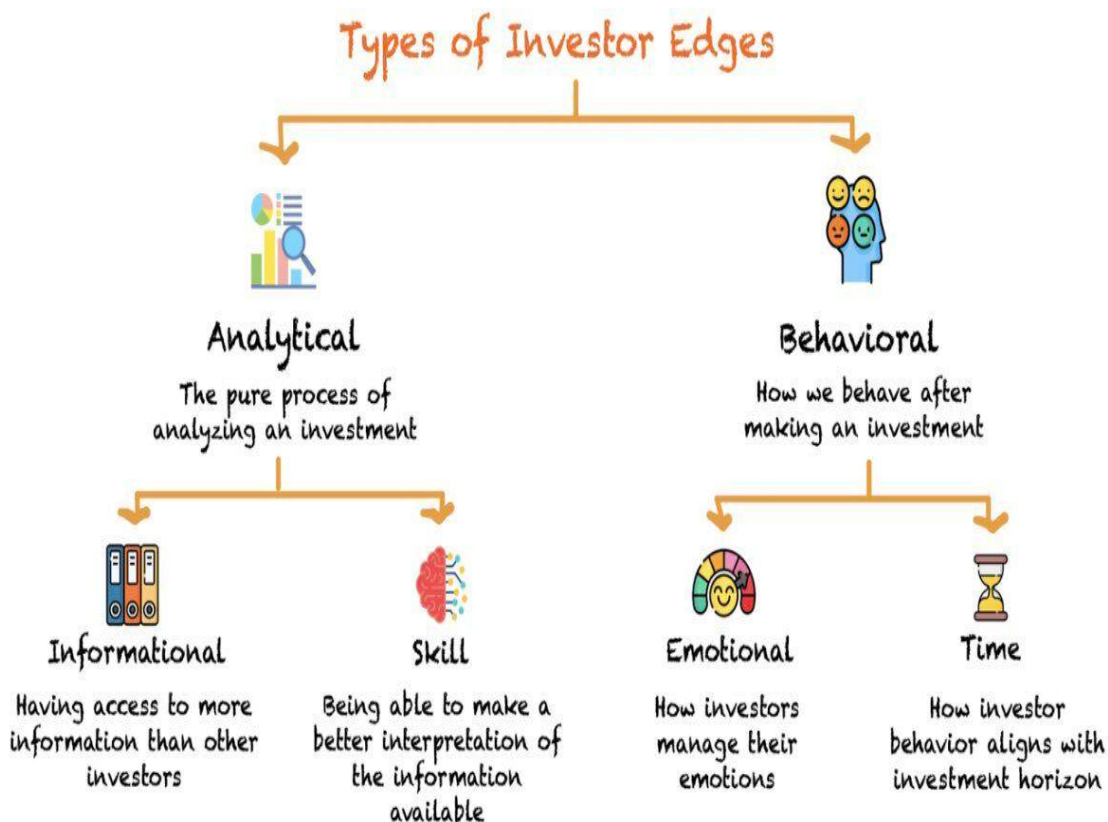 Types of Investor Edges
Analytical
The pure process of
analyzing an investment
Behavioral
How we behave after
making an investment
Informational
Having access to more
information than other
investors
Skill
Being able to make a
better interpretation of
the information
available
Emotional
How investors
manage their
emotions
Time
How investor
behavior aligns with
investment horizon